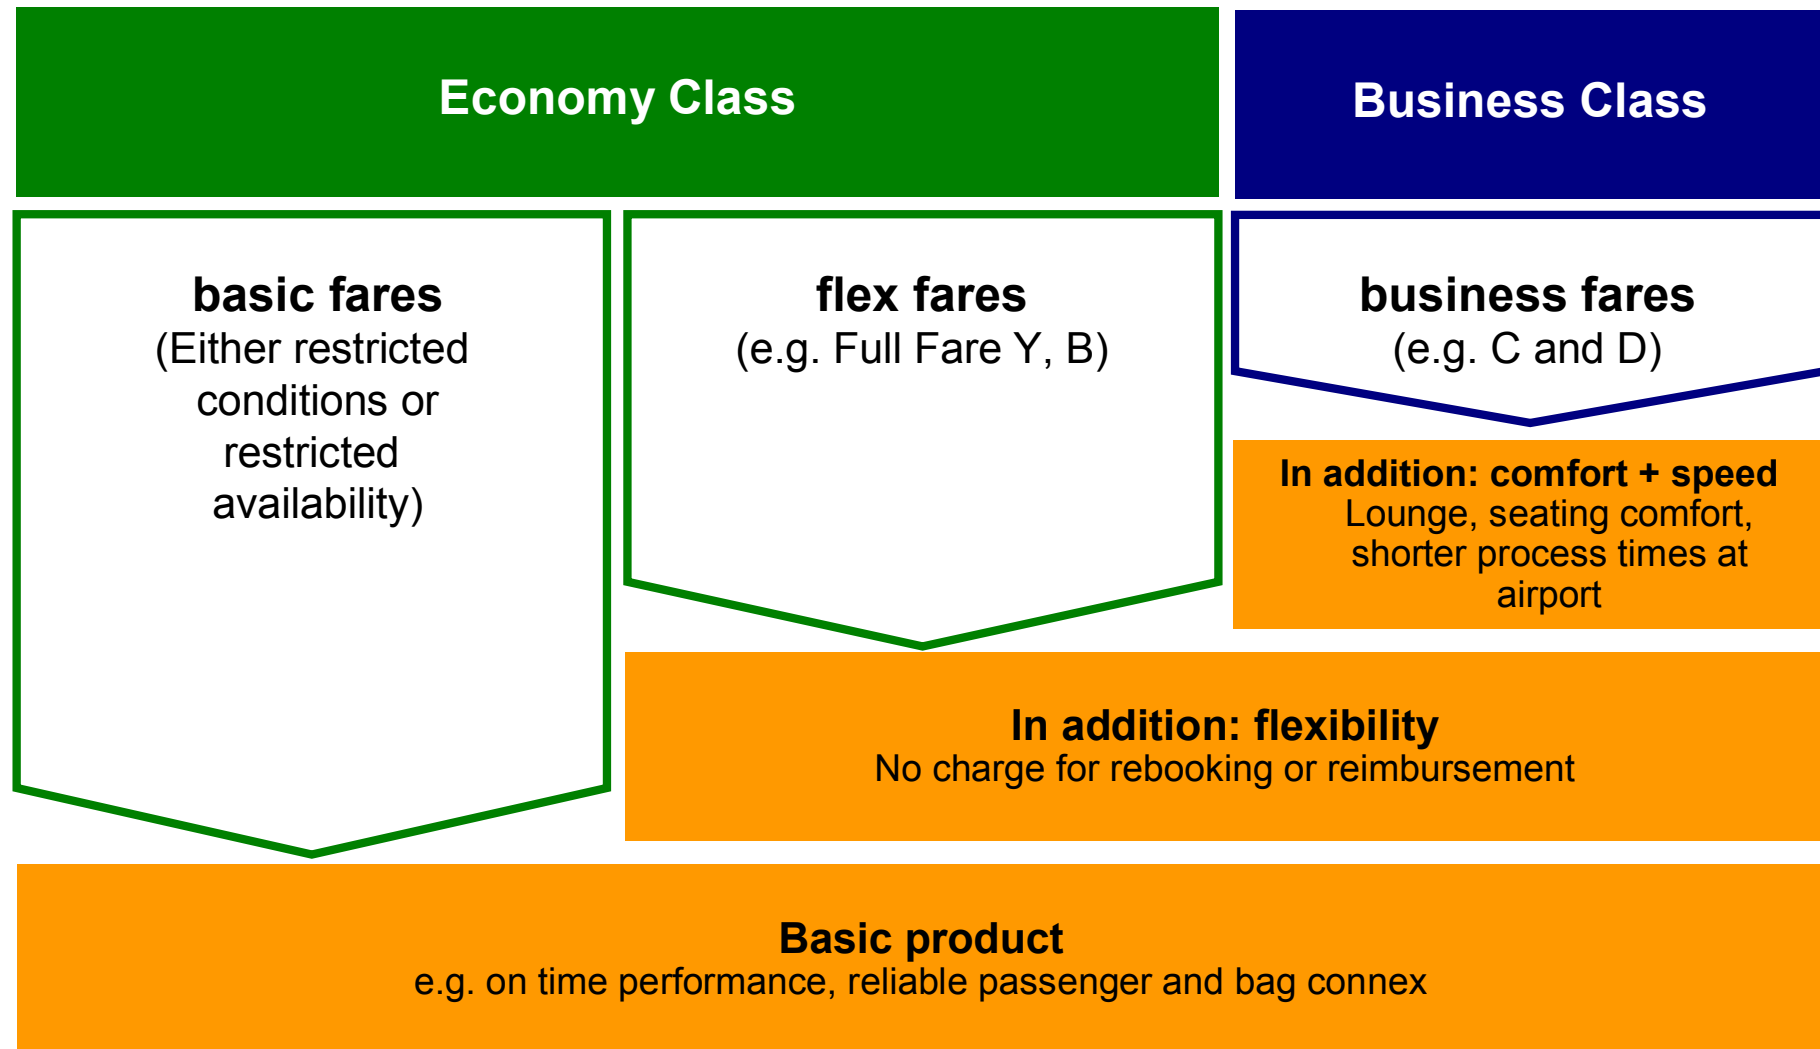 Economy Class
Business Class
basic fares
(Either restricted
conditions or
restricted
availability)
flex fares
(e.g. Full Fare Y, B)
business fares
(e.g. C and D)
In addition: comfort + speed
Lounge, seating comfort,
shorter process times at
airport
In addition: flexibility
No charge for rebooking or reimbursement
Basic product
e.g. on time performance, reliable passenger and bag connex